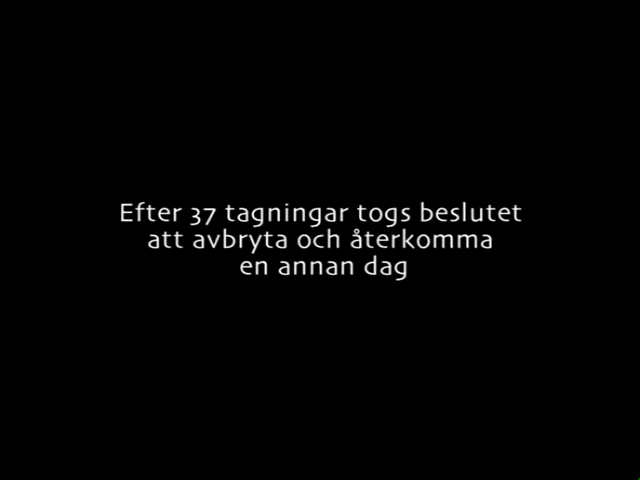 Efter 37 tagningar togs beslutet
att avbryta och återkomma
en annan dag